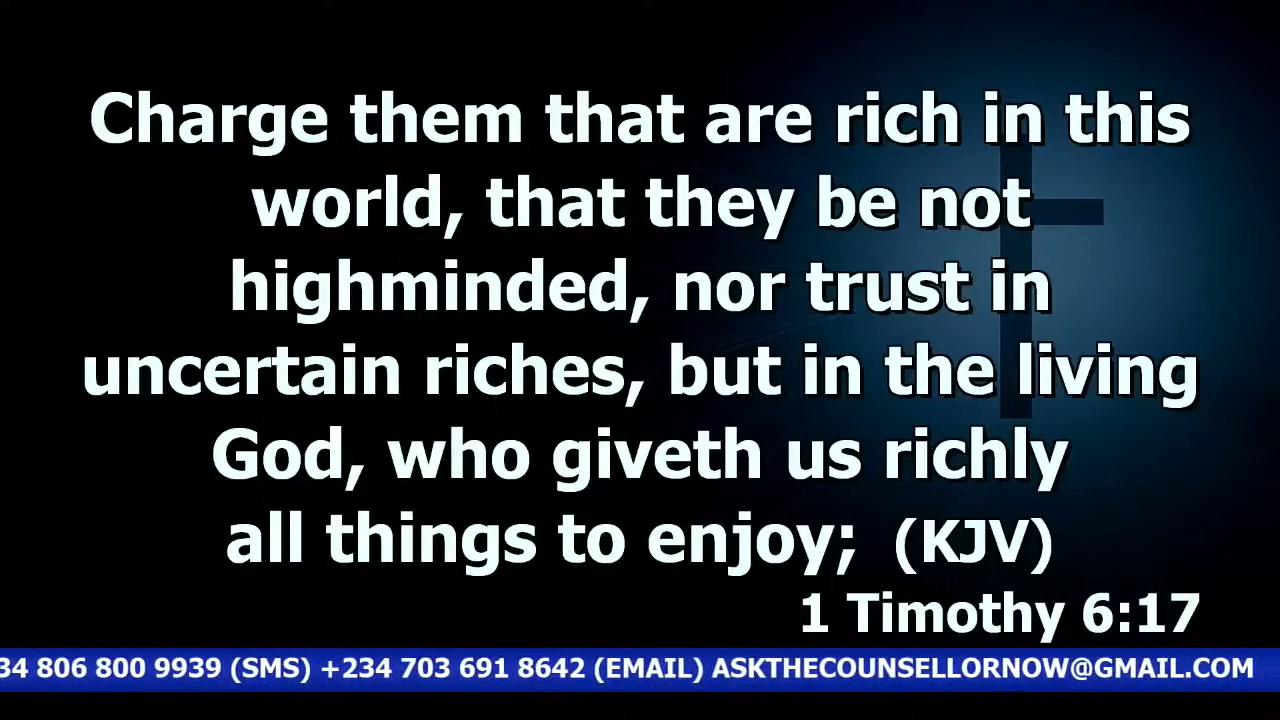 Charge them that are rich in this
world, that they be not
highminded, nor trust in
uncertain riches, but in the living
God, who giveth us richly
all things to enjoy; (KJV)
1 Timothy 6:17
34 806 800 9939 (SMS) +234 703 691 8642 (EMAIL) ASKTHECOUNSELLORNOW@GMAIL.COM